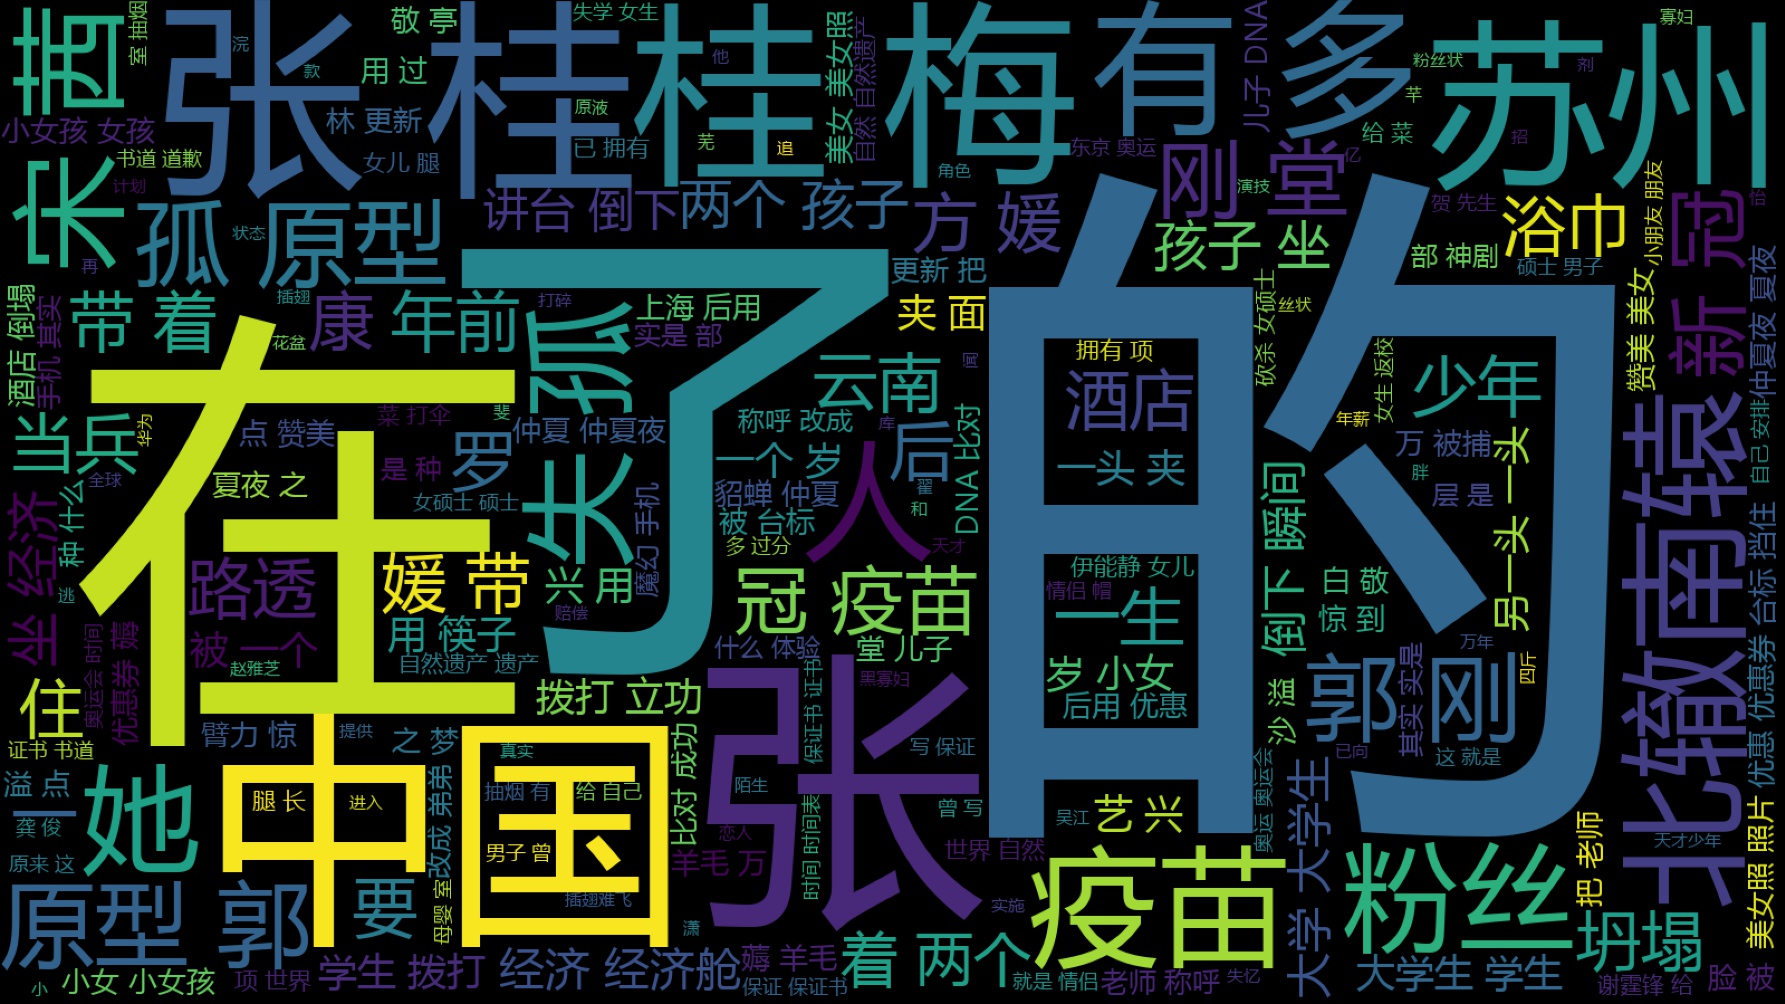 茜
室 抽烟
张
浣
款
敬 亭
用 过
桂
失学 女生
原液
桂
他
美女 美女照
自然 自然遗产
梅
有
儿子 DNA
多
粉丝状
芊
苏州
寡妇
剂
招
小女孩 女孩
林 更新
已 拥有
芜
追
东京 奥运
给 菜
宋
书道 道歉
计划
女儿 腿
角色
刚 堂
亿
演技
贺 先生
浴巾
小朋友 朋友
新 冠
怡
孤 原型
状态
讲台 倒下
两个 孩子
方 媛
孩子 坐
部 神剧
硕士 男子
再
了
更新 把
的
砍杀 女硕士
丝状
赞美 美女
仲夏夜 夏夜
酒店 倒塌
手机 其实
带 着
插翅
康 年前
打碎
上海 后用
夹 面
花盆
实是 部
孤
拥有 项
女生 返校
在
云南
闻
酒店
少年
北辙南辕
自己 安排
当兵
华为
点 赞美
菜 打伞
斐
仲夏 仲夏夜
称呼 改成
库
后
DNA 比对
年薪
万 被捕
是 种
罗
失
一个 岁
人
一头 夹
胖
层 是
另一头 一头
坐 经济
全球
种 什么
夏夜 之
女硕士 硕士
魔幻 手机
貂蝉 仲夏
翟
和
被 台标
多 过分
天才
倒下 瞬间
台标 挡住
逃
路透
媛 带
兴 用
赔偿
冠 疫苗
伊能静 女儿
情侣 帽
一生
白 敬
惊 到
奥运会 时间
优惠券 薅
被 一个
赵雅芝
用 筷子
自然遗产 遗产
什么 体验
堂 儿子
万年
住
拨打 立功
张
黑寡妇
岁 小女
后用 优惠
沙 溢
郭 刚
其实 实是
四斤
优惠 优惠券
证书 书道
臂力 惊
提供
之 梦
保证书 证书
写 保证
已向
这 就是
溢 点
一
龚 俊
原来 这
她
中国
腿 长
进入
真实
抽烟 有
给 自己
男子 曾
插翅难飞
改成 弟弟
比对 成功
陌生
恋人
时间 时间表
曾 写
吴江
艺 兴
奥运 奥运会
大学 大学生
把 老师
天才少年
美女照 照片
羊毛 万
世界 自然
原型
郭
要
母婴 室
潇
实施
疫苗
粉丝
坍塌
小
小女 小女孩
项 世界
学生 拨打
经济 经济舱
薅 羊毛
保证 保证书
着 两个
就是 情侣
老师 称呼
失忆
大学生 学生
谢霆锋 给
脸 被